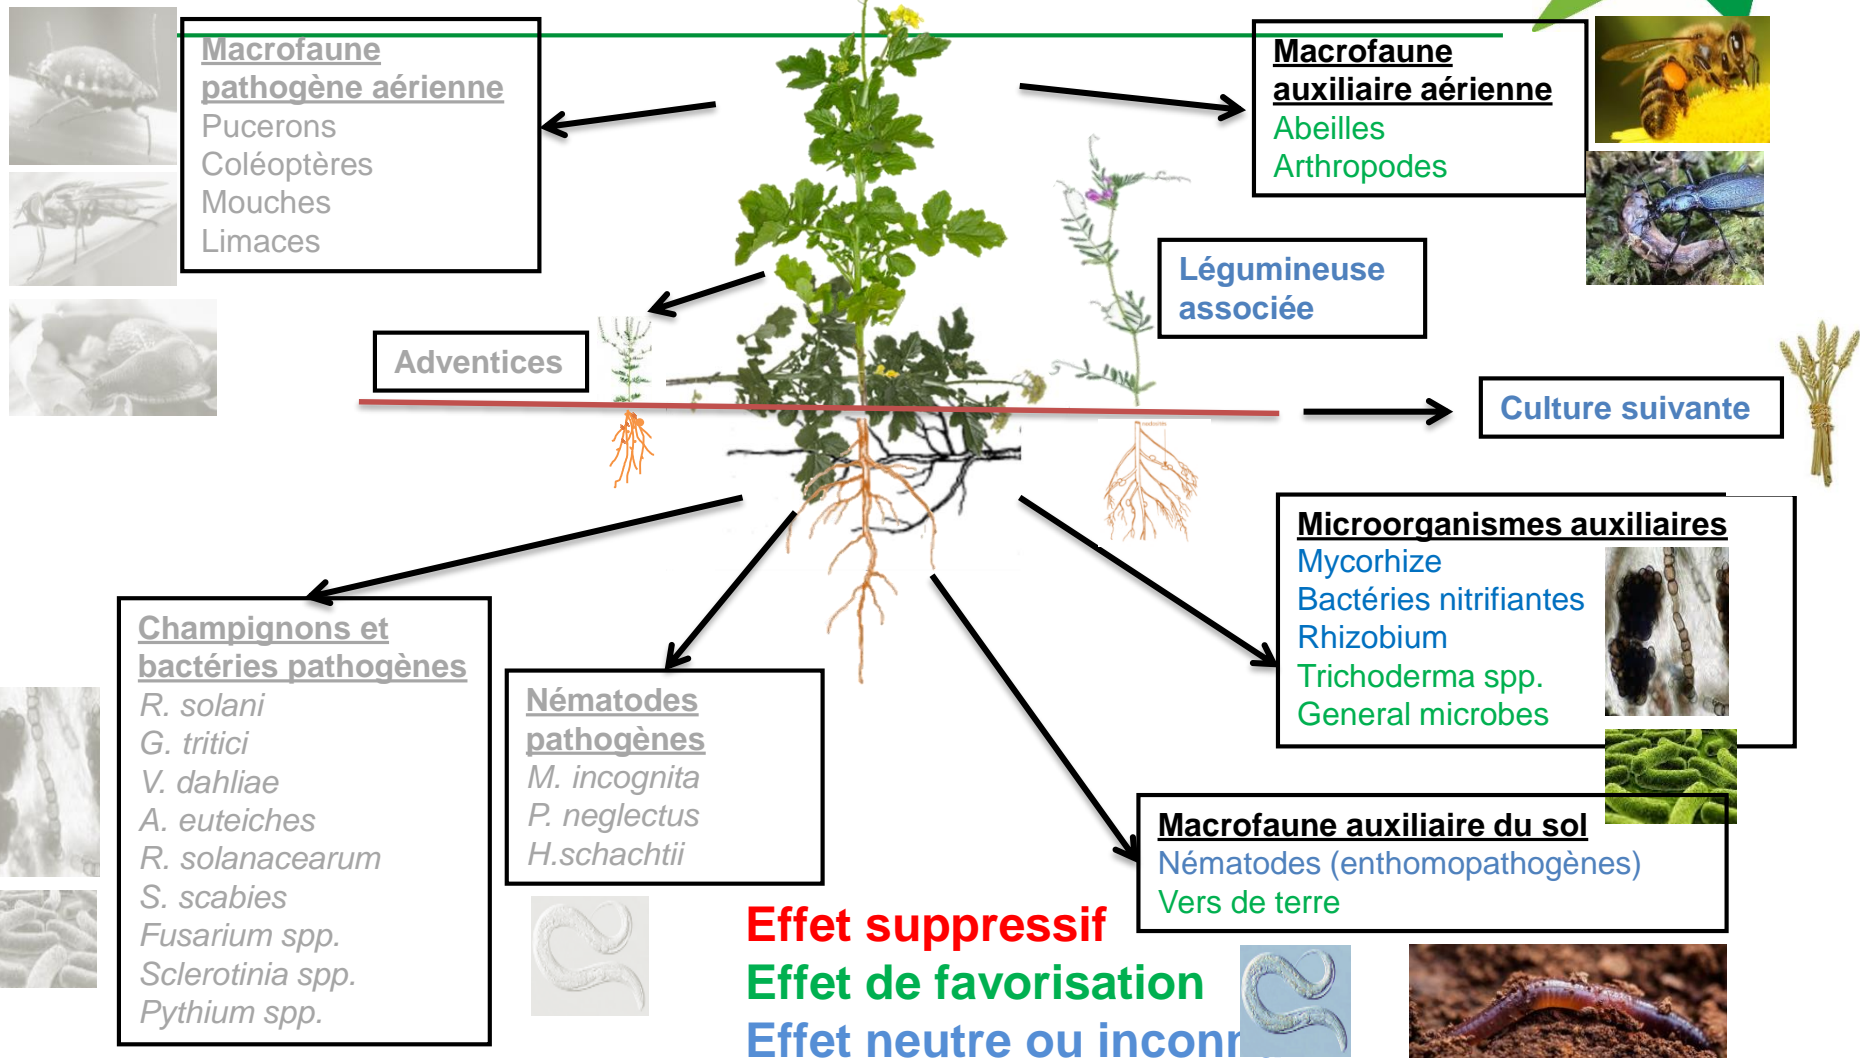 Macrofaune
pathogène aérienne
Pucerons
Coléoptères
Mouches
Limaces
Macrofaune
auxiliaire aérienne
Abeilles
Arthropodes
Légumineuse
associée
Adventices
Culture suivante
Champignons et
bactéries pathogènes
R. solani
G. tritici
V. dahliae
A. euteiches
R. solanacearum
S. scabies
Fusarium spp.
Sclerotinia spp.
Pythium spp.
Nématodes
pathogènes
M. incognita
P. neglectus
H.schachtii
Microorganismes auxiliaires
Mycorhize
Bactéries nitrifiantes
Rhizobium
Trichoderma spp.
General microbes
Macrofaune auxiliaire du sol
Nématodes (enthomopathogènes)
Vers de terre
Effet suppressif
Effet de favorisation
Effet neutre ou